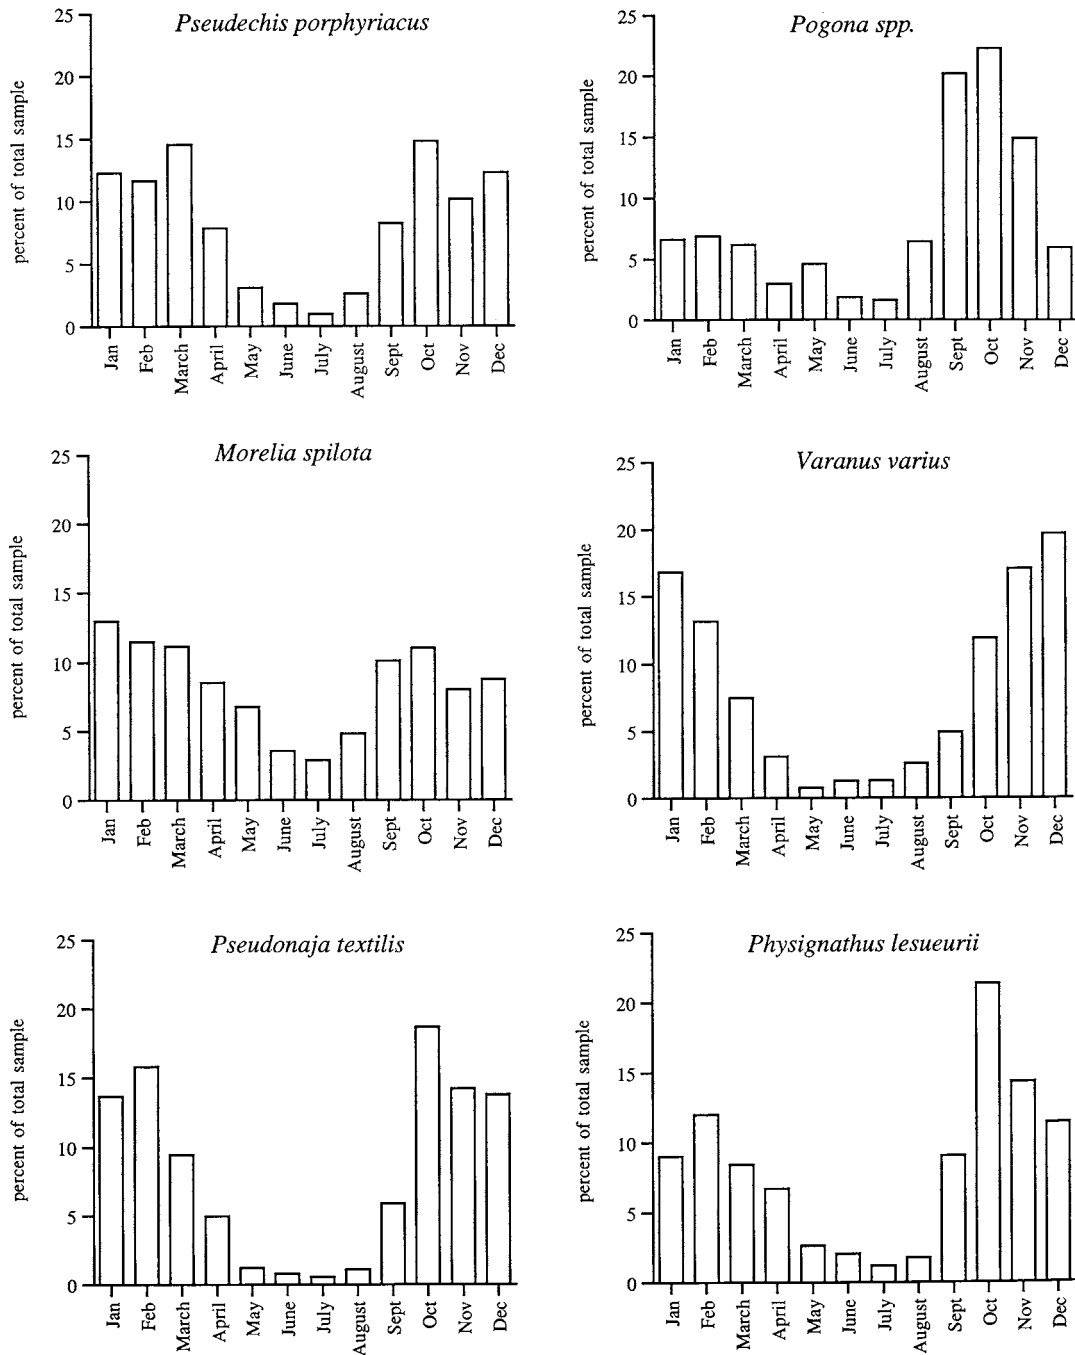 Pseudechis porphyriacus
percent of total sample
25
20
15
10
5
0
Jan Feb March April May June July August Sept Oct Nov Dec
Pogona spp.
percent of total sample
25
20
15
10
5
0
Jan Feb March April May June July August Sept Oct Nov Dec
Morelia spilota
percent of total sample
25
20
15
10
5
0
Jan Feb March April May June July August Sept Oct Nov Dec
Varanus varius
percent of total sample
25
20
15
10
5
0
Jan Feb March April May June July August Sept Oct Nov Dec
Pseudonaja textilis
percent of total sample
25
20
15
10
5
0
Jan Feb March April May June July August Sept Oct Nov Dec
Physignathus lesueurii
percent of total sample
25
20
15
10
5
0
Jan Feb March April May June July August Sept Oct Nov Dec